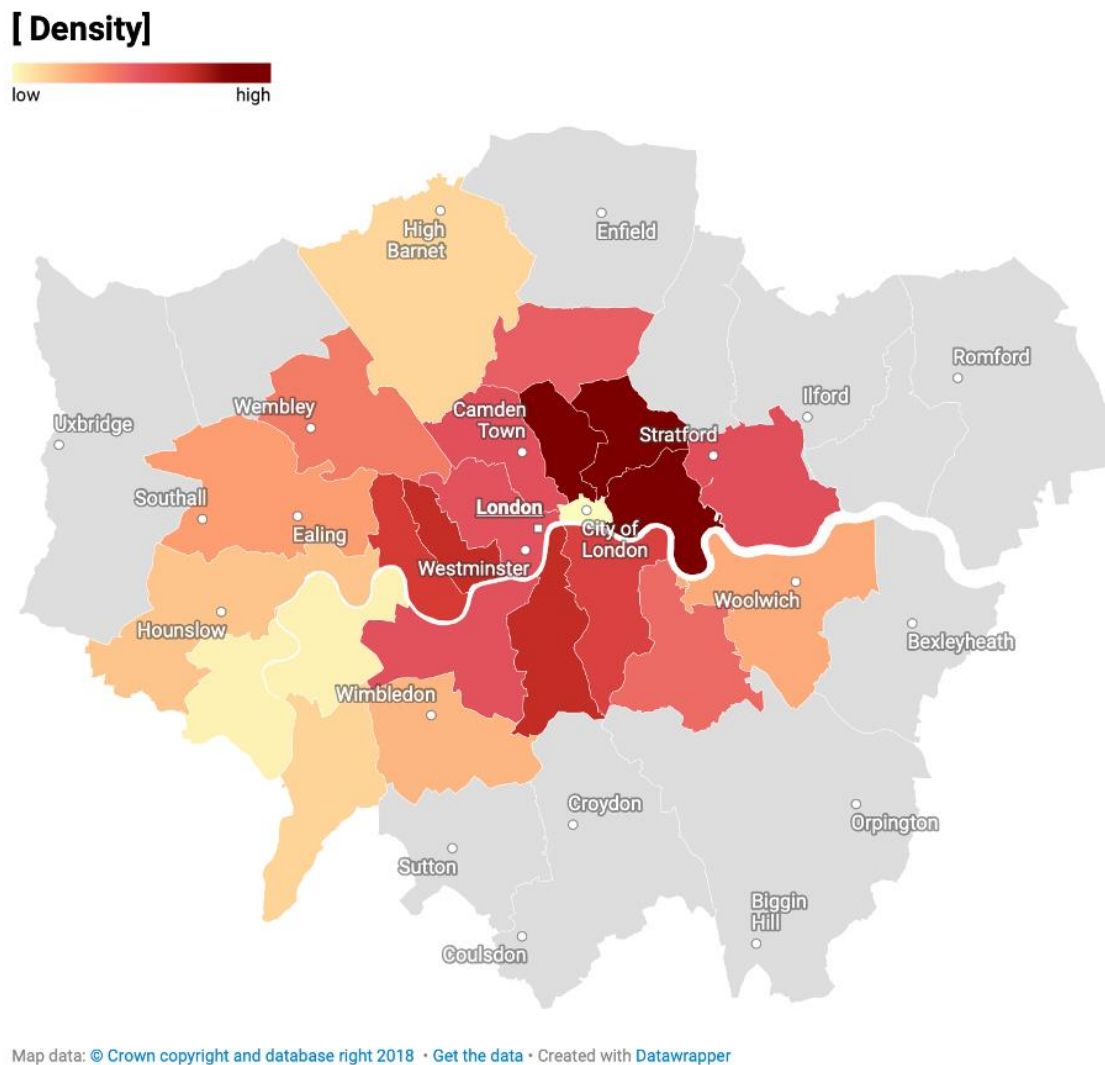 [ Density]
low high
High
Barnet
Enfield
Romford
Ilford
Uxbridge
Wembley
Camden
Town
Stratford
Southall
Ealing
London
City of
London
Westminster
Woolwich
Hounslow
Bexleyheath
Wimbledon
Croydon
Orpington
Sutton
Biggin
Hill
Coulsdon
Map data: © Crown copyright and database right 2018 • Get the data • Created with Datawrapper